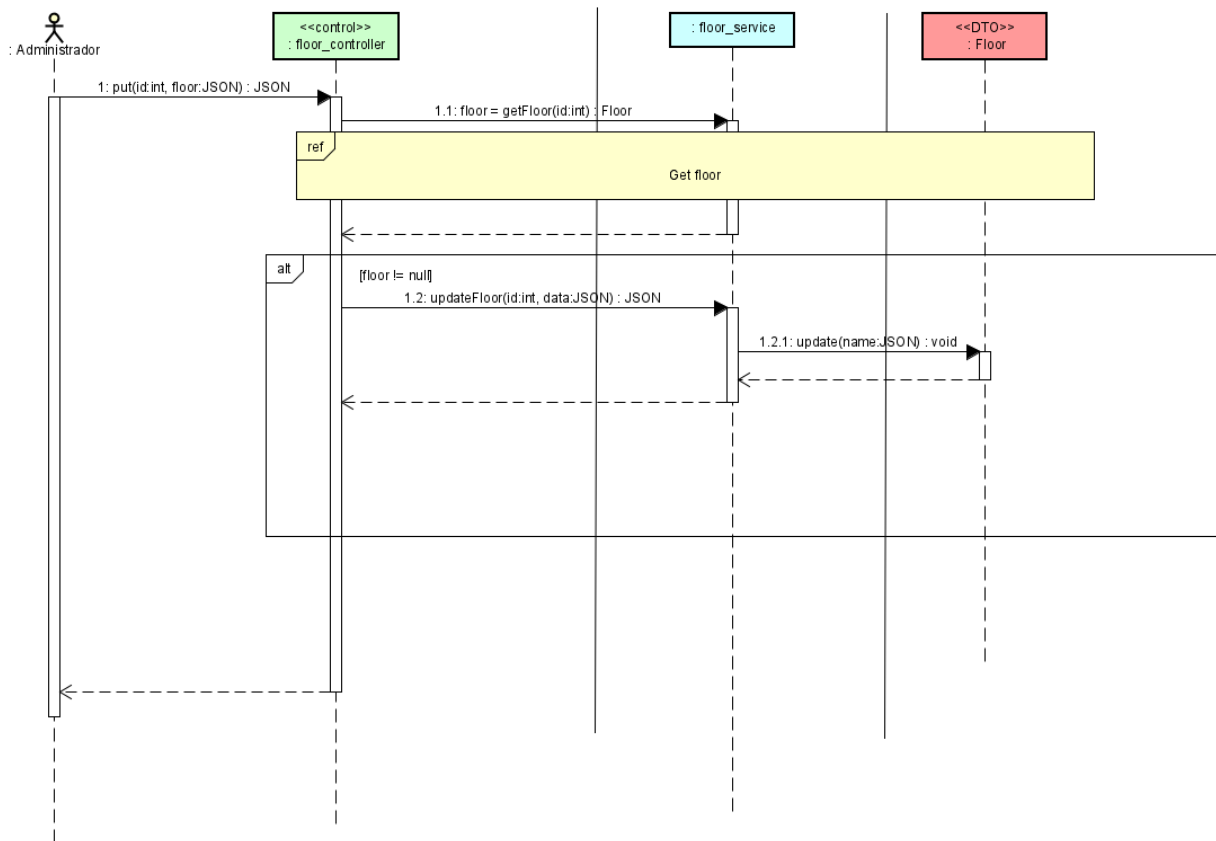 : Administrador
<<control>>
: floor_controller
: floor_service
<<DTO>>
: Floor
1: put(id:int, floor:JSON) : JSON
1.1: floor = getFloor(id:int) : Floor
ref
Get floor
alt
[floor != null]
1.2: updateFloor(id:int, data:JSON) : JSON
1.2.1: update(name:JSON) : void